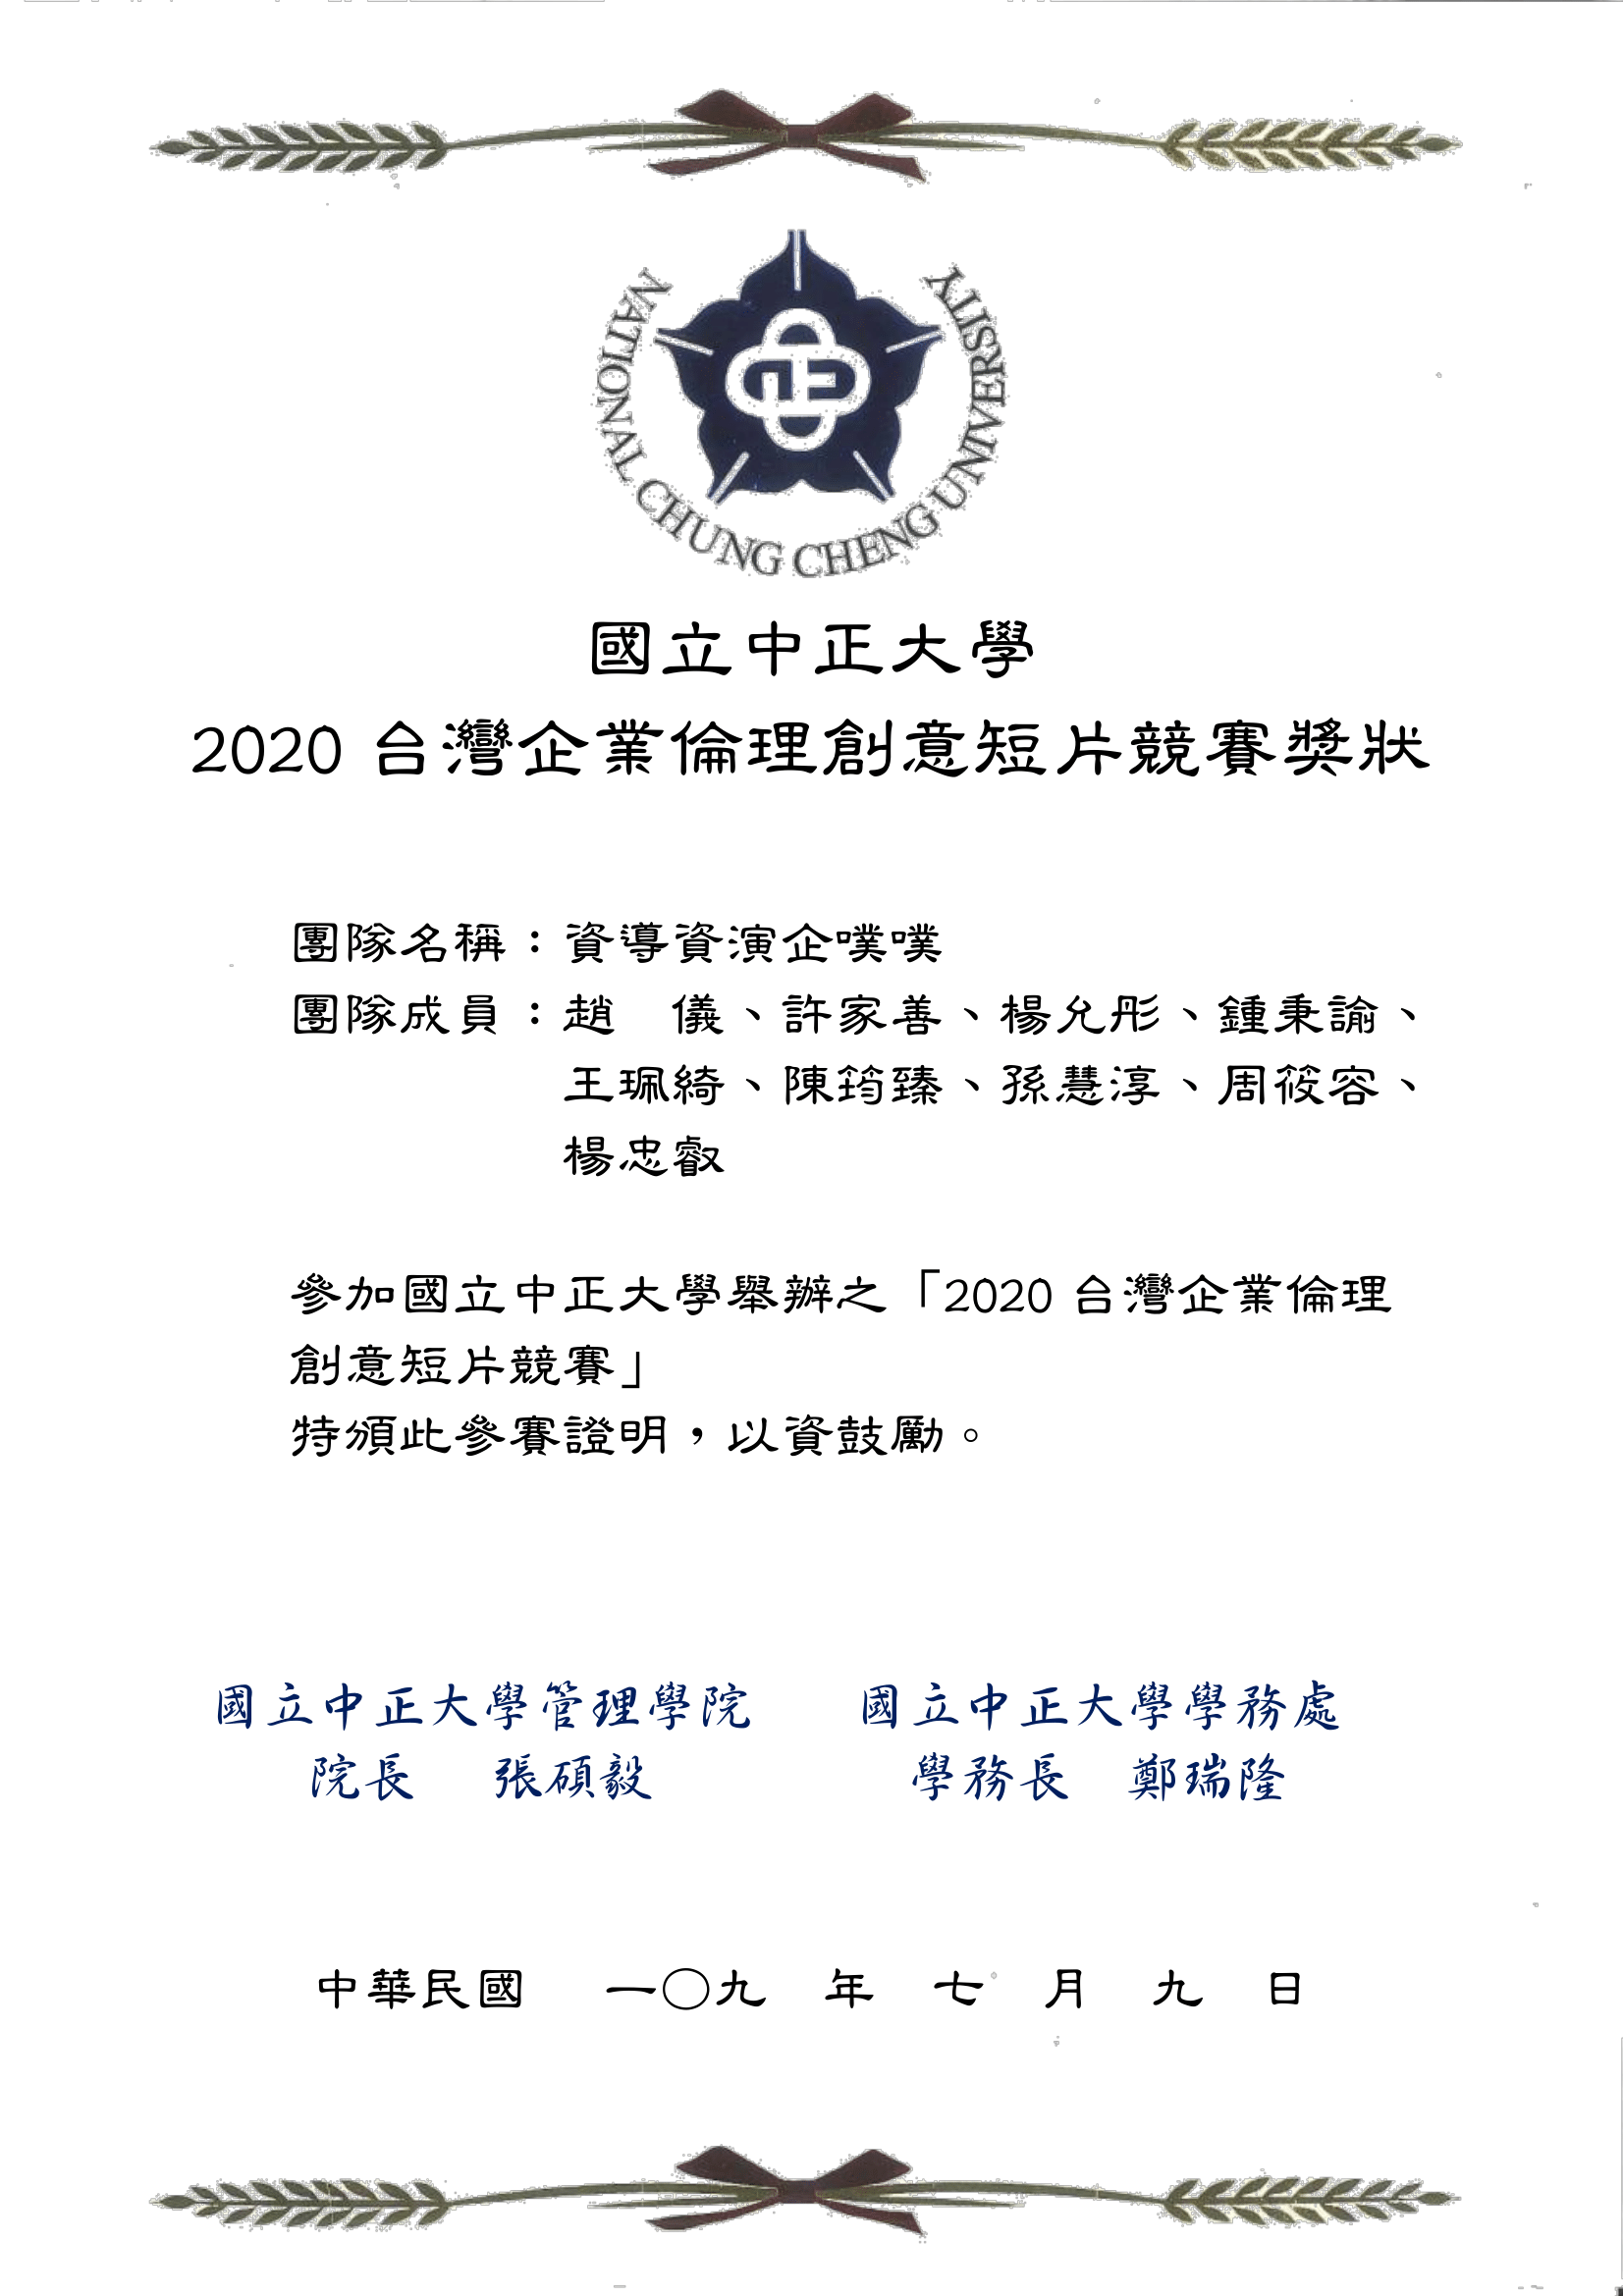 NATIONAL CHUNG CHENG UNIVERSITY
國立中正大學
2020 台灣企業倫理創意短片競賽獎狀
團隊名稱：資導資演企噗噗
團隊成員：趙　儀、許家善、楊允彤、鍾秉諭、
王珮綺、陳筠臻、孫慧淳、周筱容、
楊忠叡
參加國立中正大學舉辦之「2020 台灣企業倫理
創意短片競賽」
特頒此參賽證明，以資鼓勵。
國立中正大學管理學院　國立中正大學學務處
院長　張碩毅　學務長　鄭瑞隆
中華民國　一〇九　年　七　月　九　日